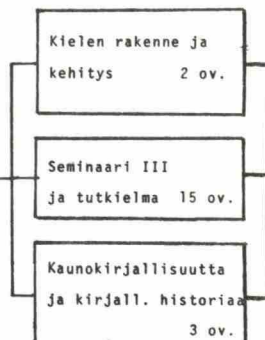 Kielen rakenne ja
kehitys 2 ov.
Seminaari III
ja tutkielma 15 ov.
Kaunokirjallisuutta
ja kirjall. historiaa
3 ov.